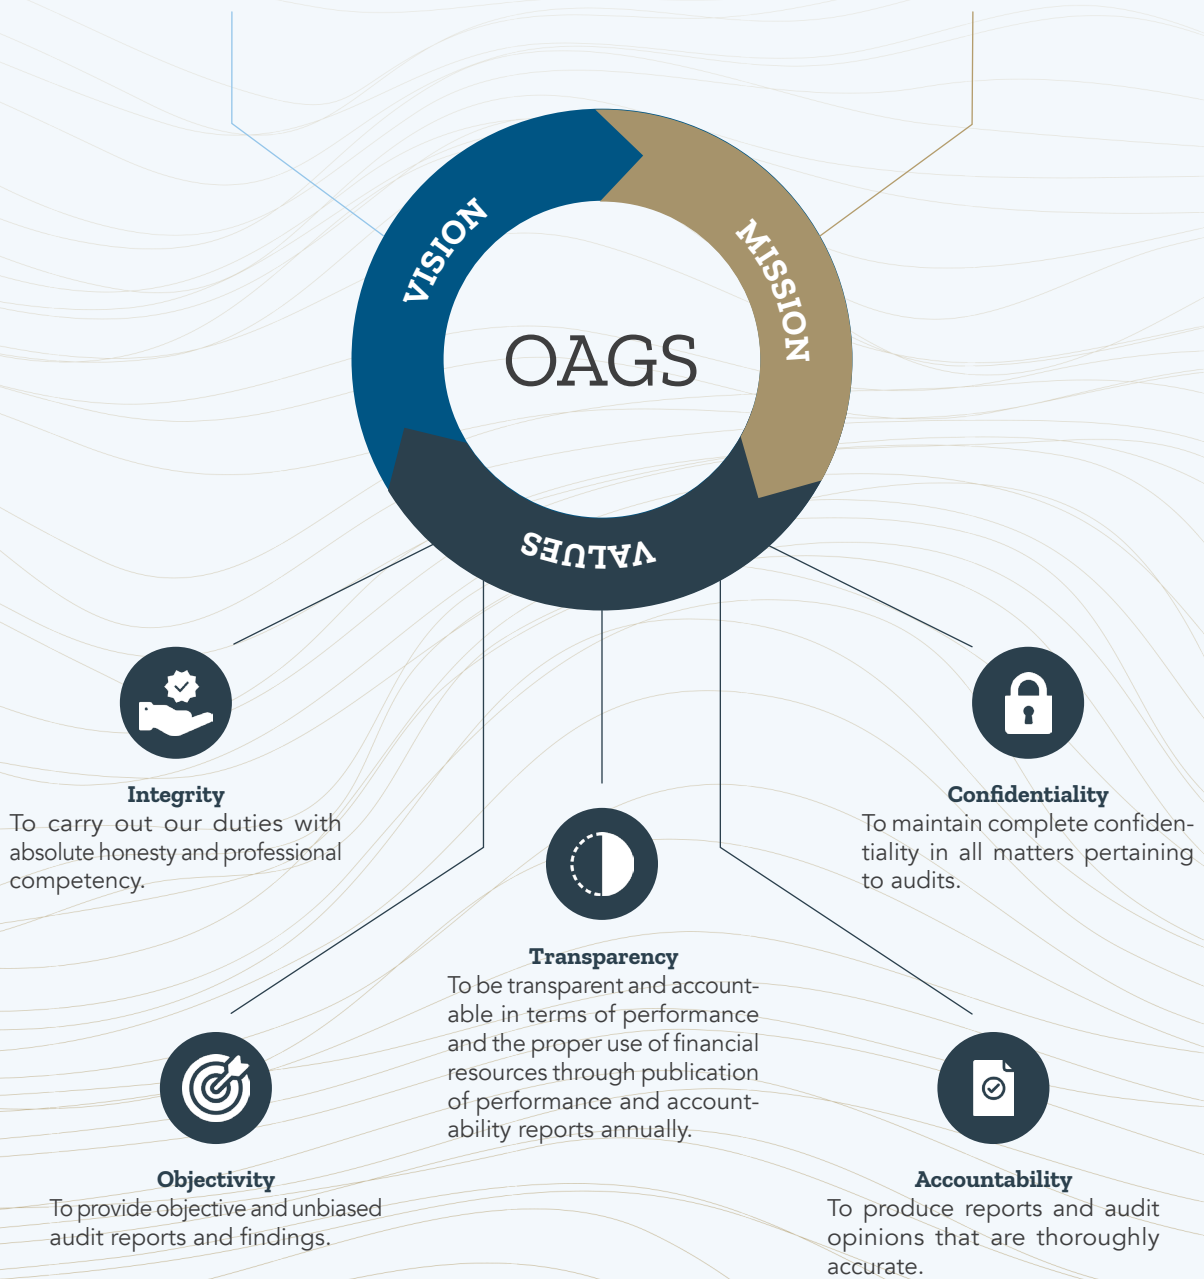 VISION
MISSION
OAGS
VALUES
Integrity
To carry out our duties with
absolute honesty and professional
competency.
Confidentiality
To maintain complete confiden-
tiality in all matters pertaining
to audits.
Transparency
To be transparent and account-
able in terms of performance
and the proper use of financial
resources through publication
of performance and account-
ability reports annually.
Objectivity
To provide objective and unbiased
audit reports and findings.
Accountability
To produce reports and audit
opinions that are thoroughly
accurate.